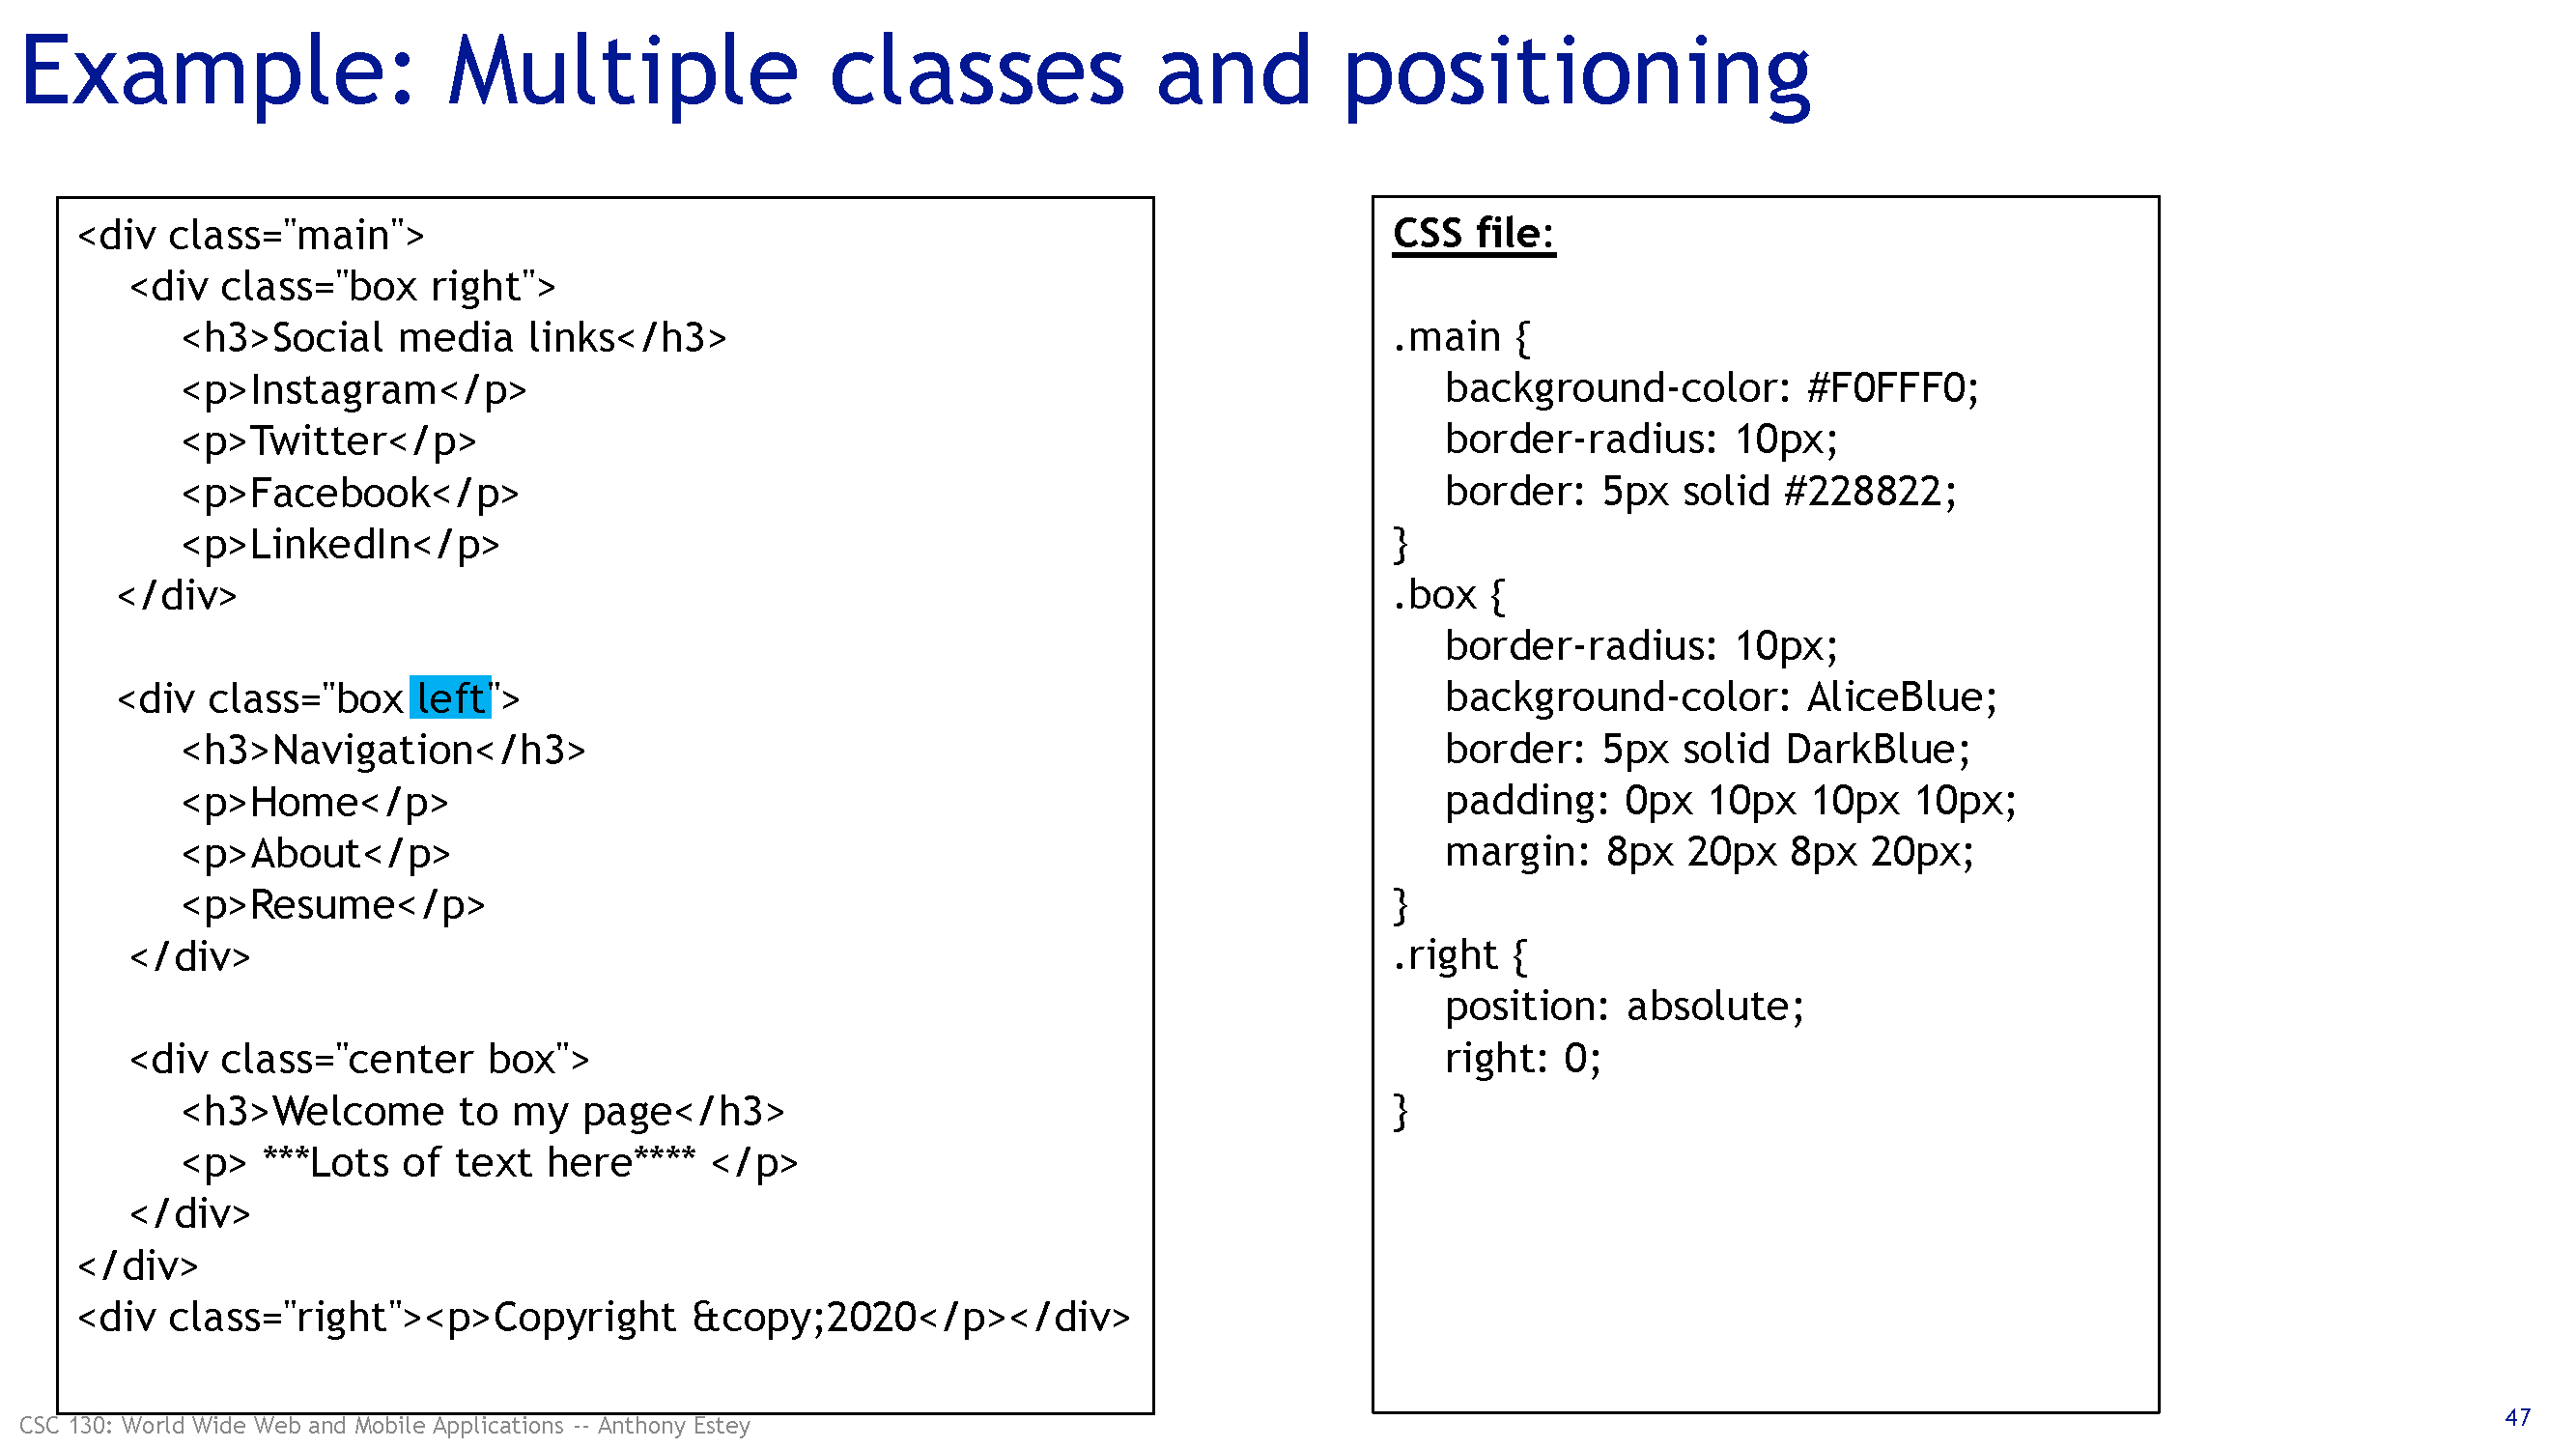 Example: Multiple classes and positioning
<div class="main">
<div class="box right">
<h3>Social media links</h3>
<p>Instagram</p>
<p>Twitter</p>
<p>Facebook</p>
<p>LinkedIn</p>
</div>
<div class="box left">
<h3>Navigation</h3>
<p>Home</p>
<p>About</p>
<p>Resume</p>
</div>
<div class="center box">
<h3>Welcome to my page</h3>
<p> ***Lots of text here**** </p>
</div>
</div>
<div class="right"><p>Copyright &copy;2020</p></div>
CSS file:
.main {
background-color: #F0FFF0;
border-radius: 10px;
border: 5px solid #228822;
}
.box {
border-radius: 10px;
background-color: AliceBlue;
border: 5px solid DarkBlue;
padding: 0px 10px 10px 10px;
margin: 8px 20px 8px 20px;
}
.right {
position: absolute;
right: 0;
}
CSC 130: World Wide Web and Mobile Applications -- Anthony Estey
47